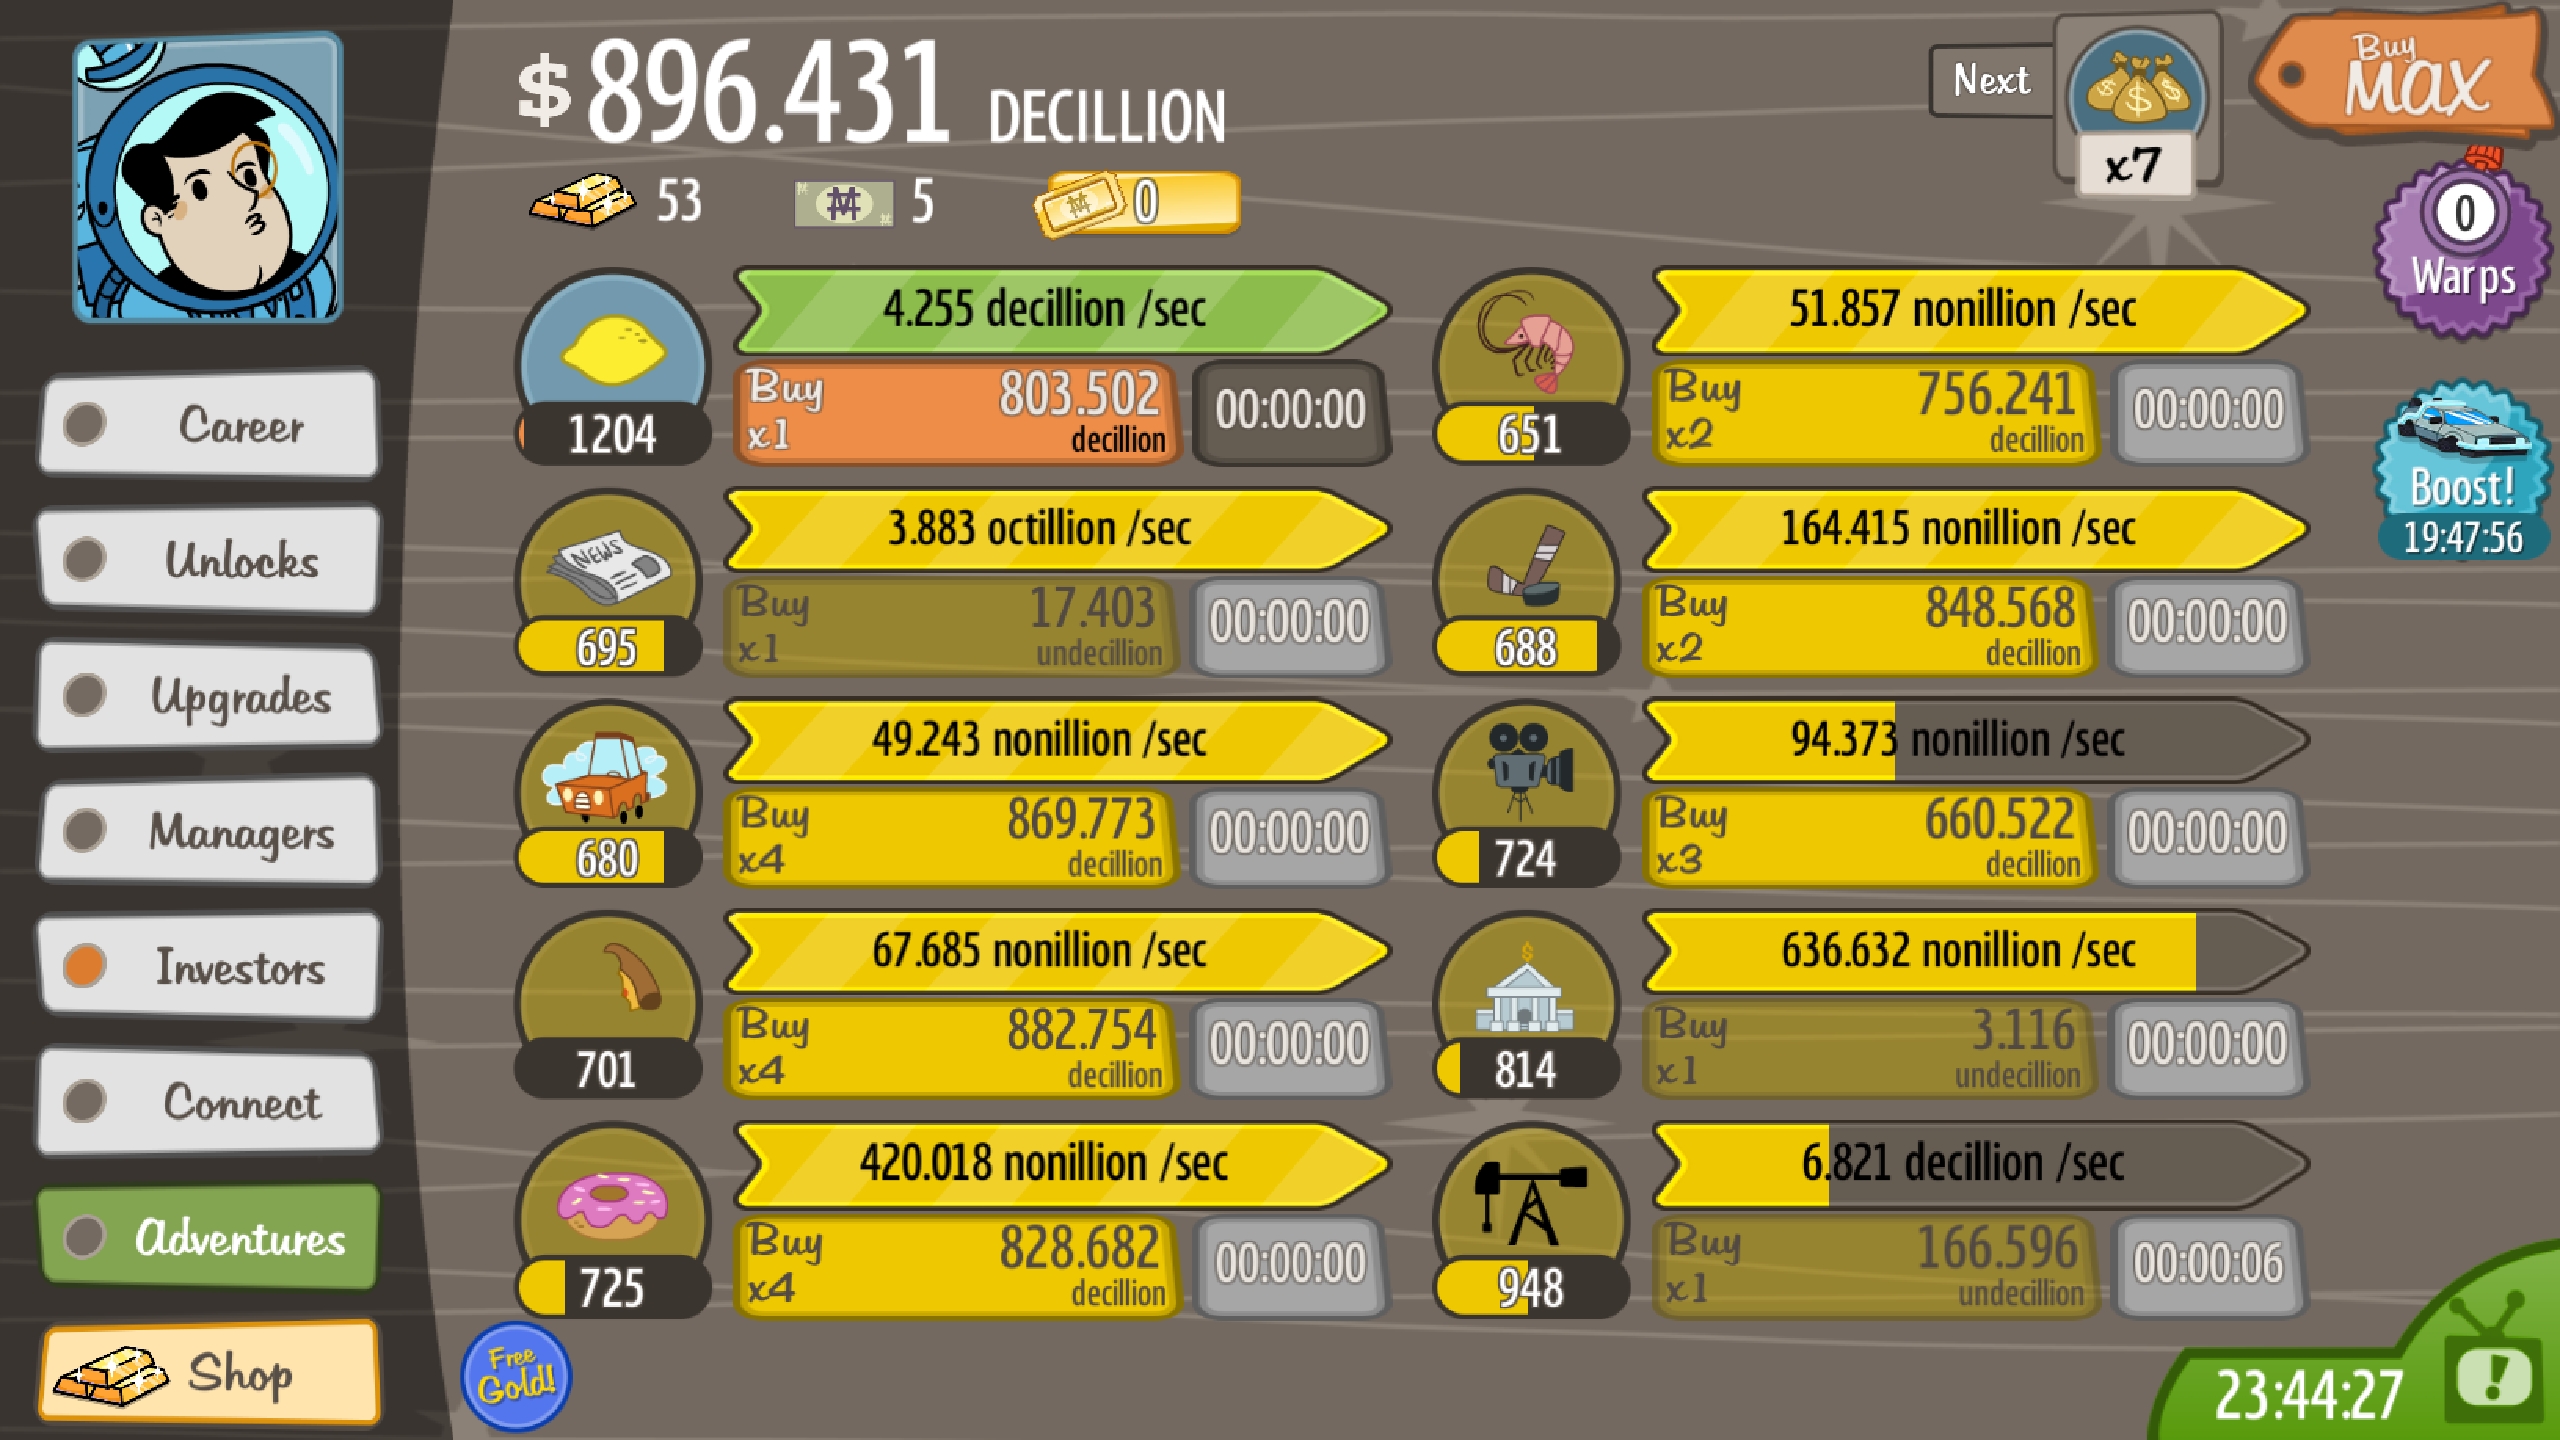 $896.431 DECILLION
53 5 0
Next
x7
Buy
MAX
0
Warps
Boost!
19:47:56
Career
Unlocks
Upgrades
Managers
Investors
Connect
Adventures
Shop
4.255 decillion /sec
1204
Buy x1
803.502
decillion
00:00:00
51.857 nonillion /sec
651
Buy x2
756.241
decillion
00:00:00
NEWS
3.883 octillion /sec
695
Buy x1
17.403
undecillion
00:00:00
164.415 nonillion /sec
688
Buy x2
848.568
decillion
00:00:00
49.243 nonillion /sec
680
Buy x4
869.773
decillion
00:00:00
94.373 nonillion /sec
724
Buy x3
660.522
decillion
00:00:00
67.685 nonillion /sec
701
Buy x4
882.754
decillion
00:00:00
636.632 nonillion /sec
814
Buy x1
3.116
undecillion
00:00:00
420.018 nonillion /sec
725
Buy x4
828.682
decillion
00:00:00
6.821 decillion /sec
948
Buy x1
166.596
undecillion
00:00:06
Free
Gold!
23:44:27